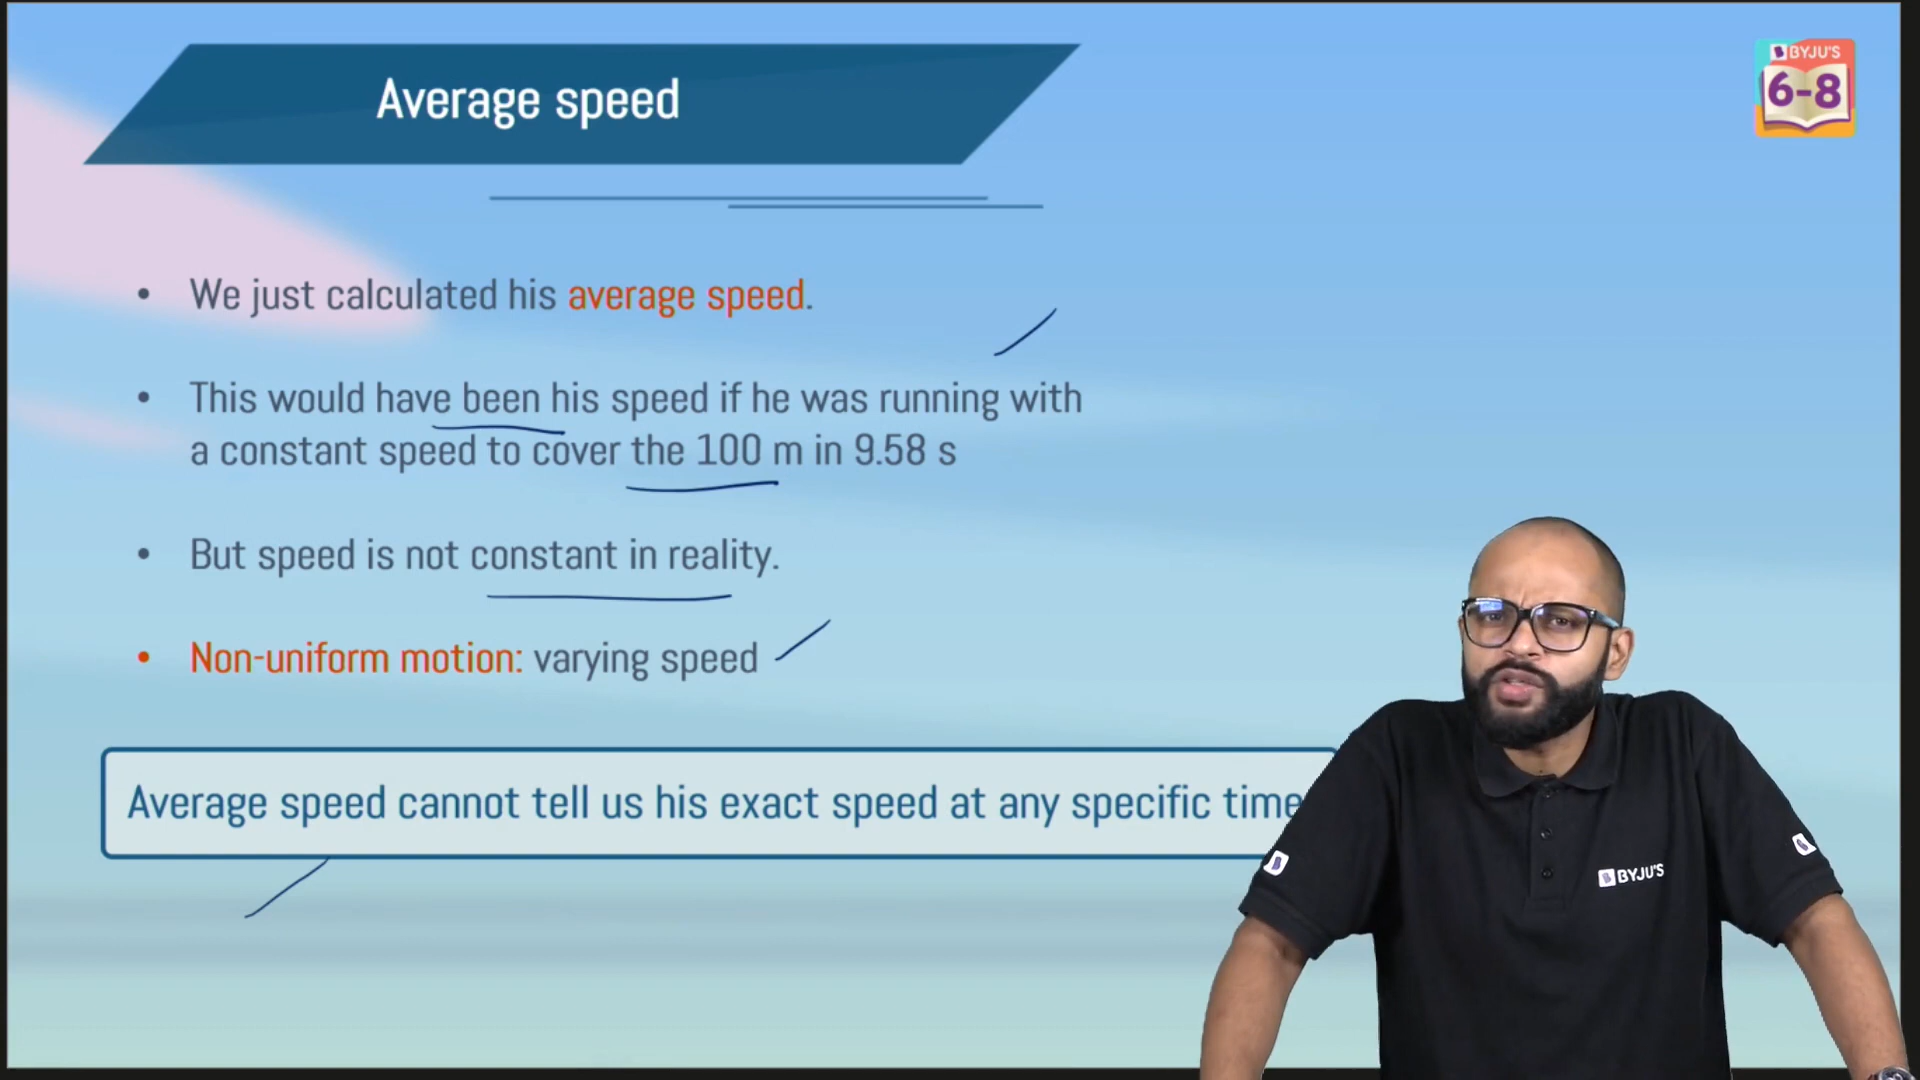 Average speed
BYJU'S
6-8
• We just calculated his average speed.
• This would have been his speed if he was running with
a constant speed to cover the 100 m in 9.58 s
• But speed is not constant in reality.
• Non-uniform motion: varying speed
Average speed cannot tell us his exact speed at any specific time
BYJU'S